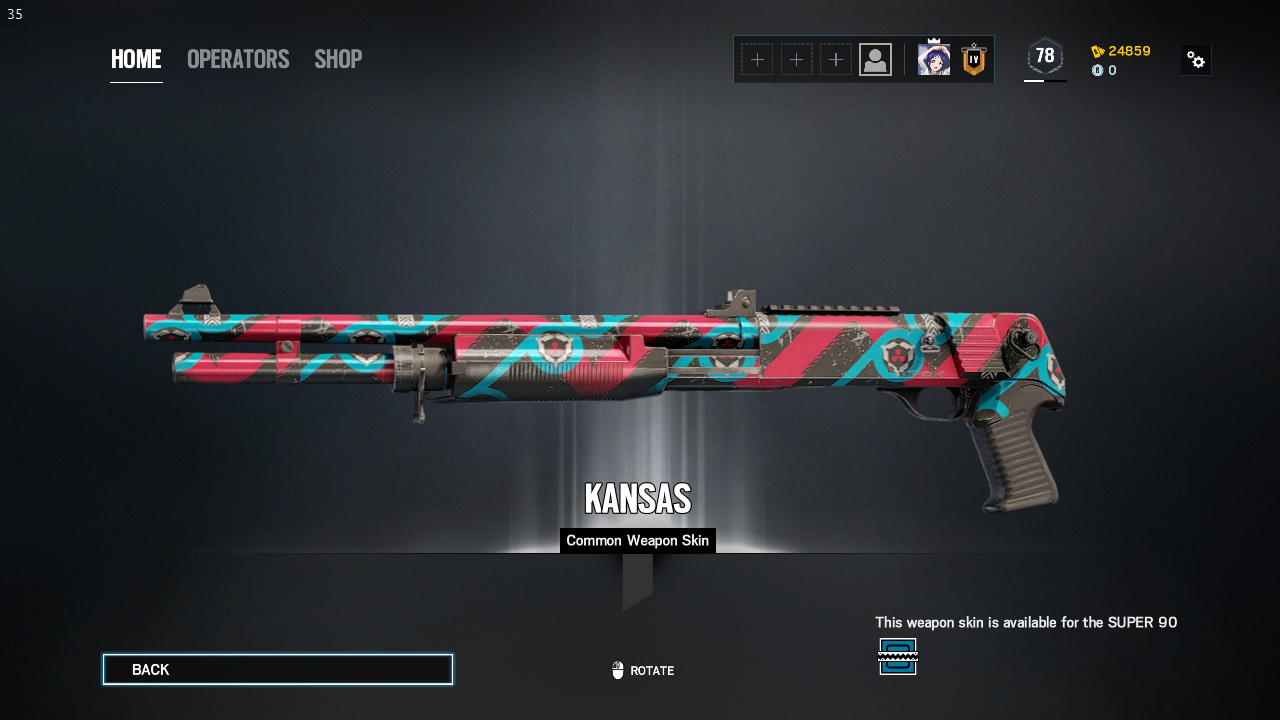 35
HOME OPERATORS SHOP
IV
78
24859
0
KANSAS
Common Weapon Skin
This weapon skin is available for the SUPER 90
BACK
ROTATE